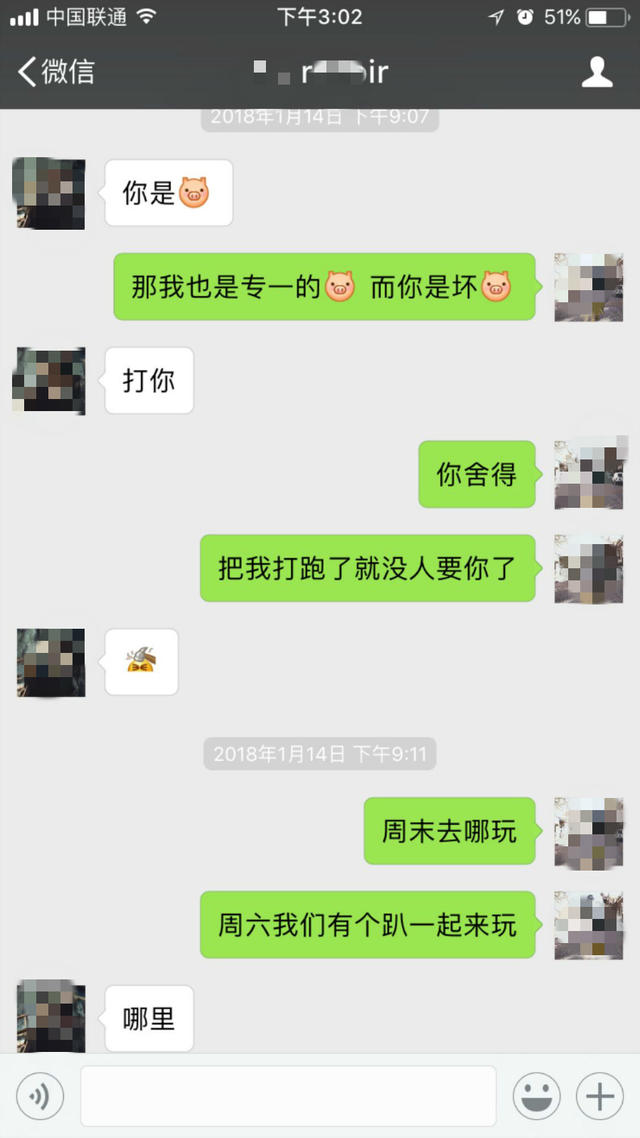 中国联通 下午3:02 51%
微信 ir
2018年1月14日 下午9:07
你是🐷
那我也是专一的🐷 而你是坏🐷
打你
你舍得
把我打跑了就没人要你了
2018年1月14日 下午9:11
周末去哪玩
周六我们有个趴一起来玩
哪里